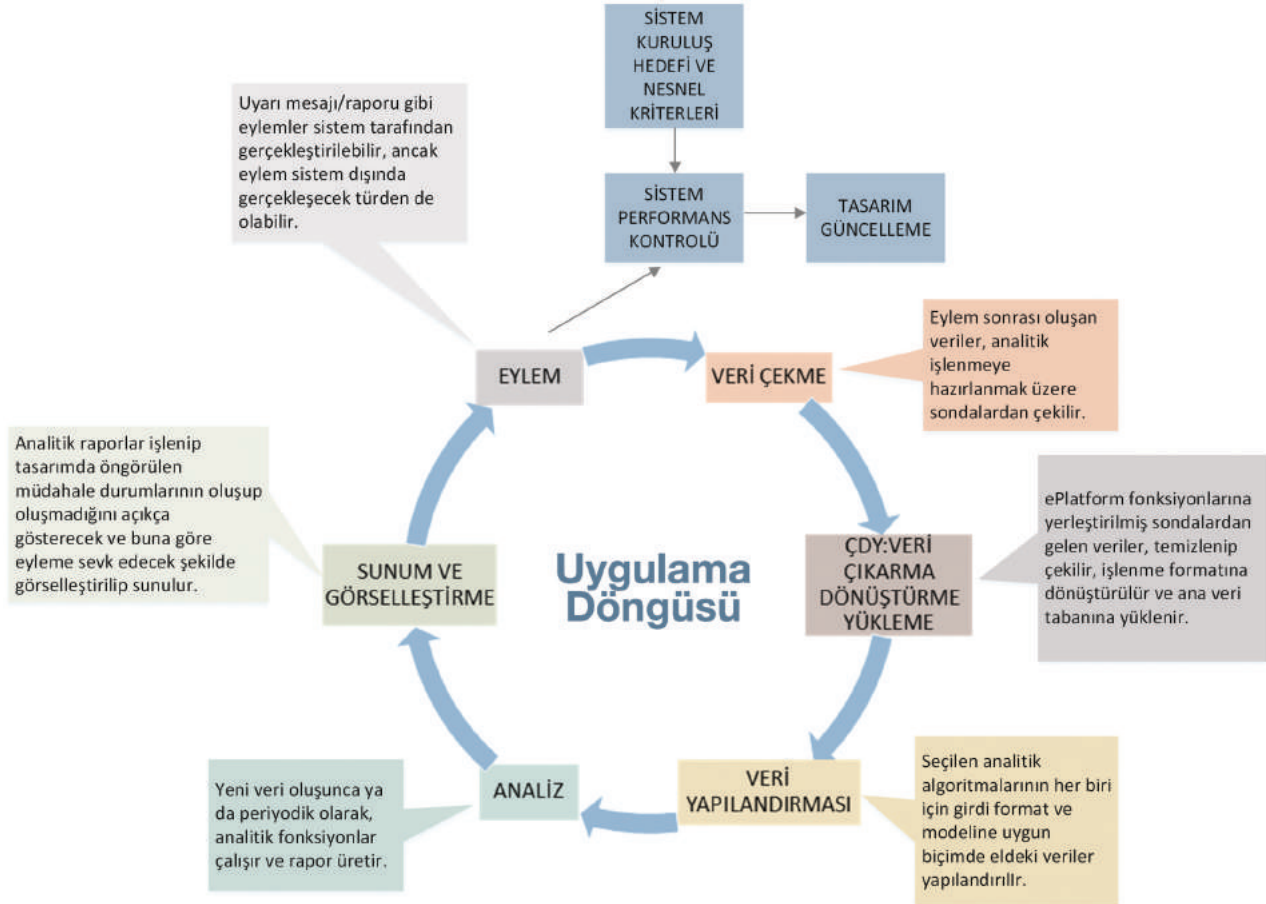 SİSTEM
KURULUŞ
HEDEFİ VE
NESNEL
KRİTERLERİ
Uyarı mesajı/raporu gibi
eylemler sistem tarafından
gerçekleştirilebilir, ancak
eylem sistem dışında
gerçekleşecek türden de
olabilir.
SİSTEM
PERFORMANS
KONTROLÜ
TASARIM
GÜNCELLEME
EYLEM
VERİ ÇEKME
Eylem sonrası oluşan
veriler, analitik
işlenmeye
hazırlanmak üzere
sondalardan çekilir.
Analitik raporlar işlenip
tasarımda öngörülen
müdahale durumlarının oluşup
oluşmadığını açıkça
gösterecek ve buna göre
eyleme sevk edecek şekilde
görselleştirilip sunulur.
SUNUM VE
GÖRSELLEŞTİRME
Uygulama
Döngüsü
ÇDY:VERİ
ÇIKARMA
DÖNÜŞTÜRME
YÜKLEME
ePlatform fonksiyonlarına
yerleştirilmiş sondalardan
gelen veriler, temizlenip
çekilir, işlenme formatına
dönüştürülür ve ana veri
tabanına yüklenir.
Yeni veri oluşunca ya
da periyodik olarak,
analitik fonksiyonlar
çalışır ve rapor üretir.
ANALİZ
VERİ
YAPILANDIRMASI
Seçilen analitik
algoritmalarının her biri
için girdi format ve
modeline uygun
biçimde eldeki veriler
yapılandırılır.